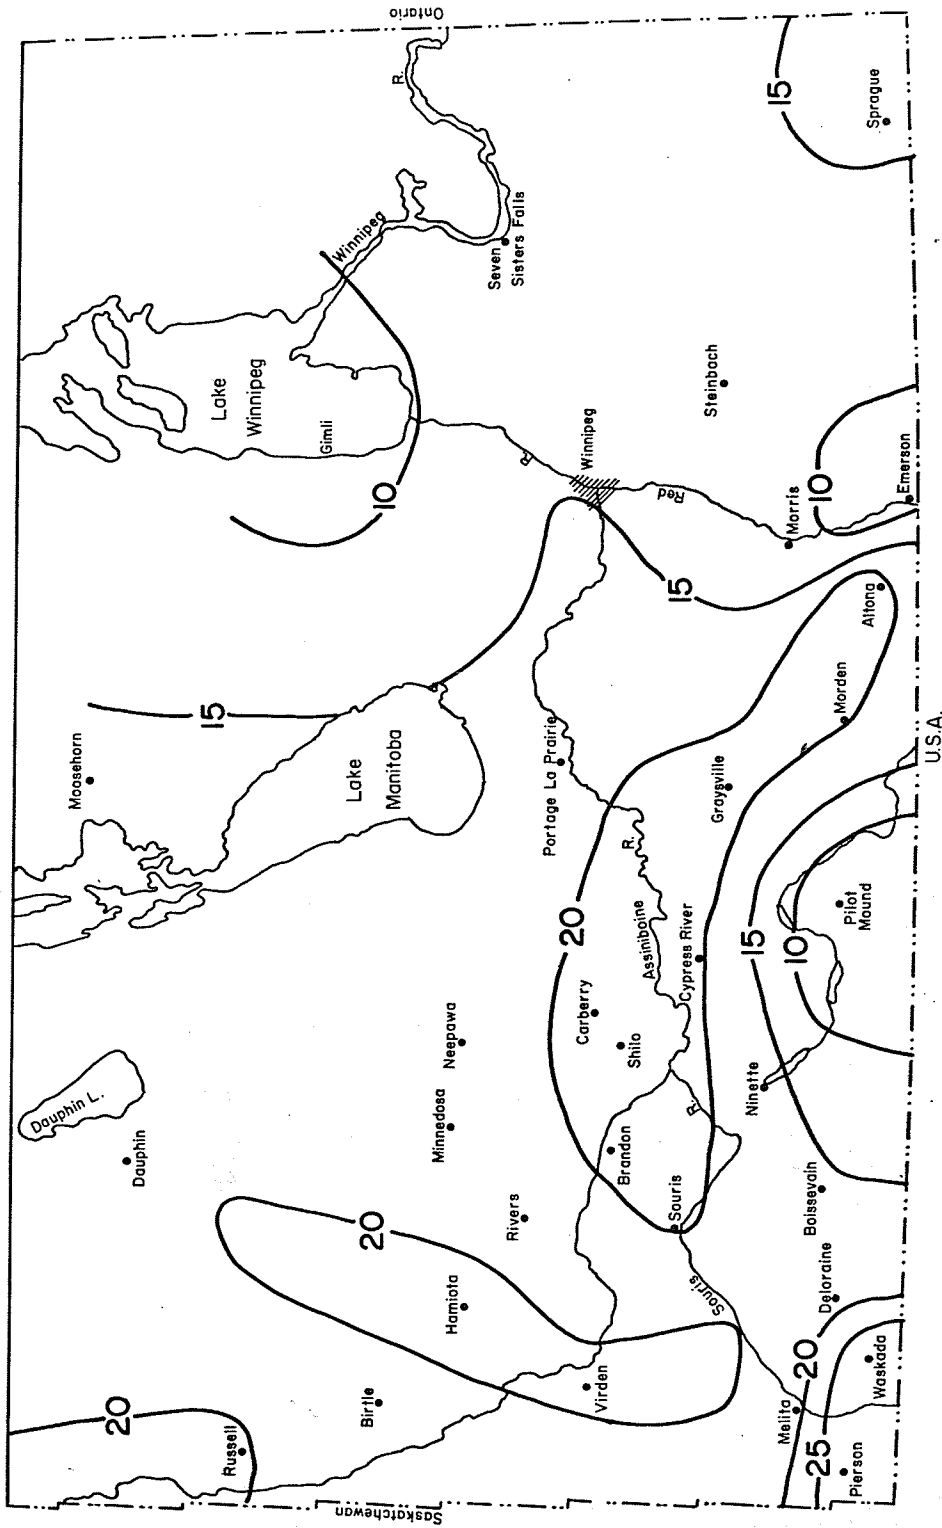 Ontario
Saskatchewan
U.S.A.
Dauphin L.
Dauphin
Moosehorn
Lake
Manitoba
Lake
Winnipeg
Gimli
Winnipeg
R.
Seven
Sisters Falls
15
10
20
20
Russell
Birtle
Hamiota
20
Minnedosa
Neepawa
Rivers
Virden
Brandon
Shilo
Carberry
Assiniboine
R.
Portage La Prairie
Winnipeg
R.
Red
Steinbach
15
Souris
Souris
R.
Cypress River
Graysville
Morden
Altona
Morris
10
Emerson
15
Sprague
Melita
20
25
Pierson
Waskada
Deloraine
Boissevain
Ninette
15
10
Pilot
Mound